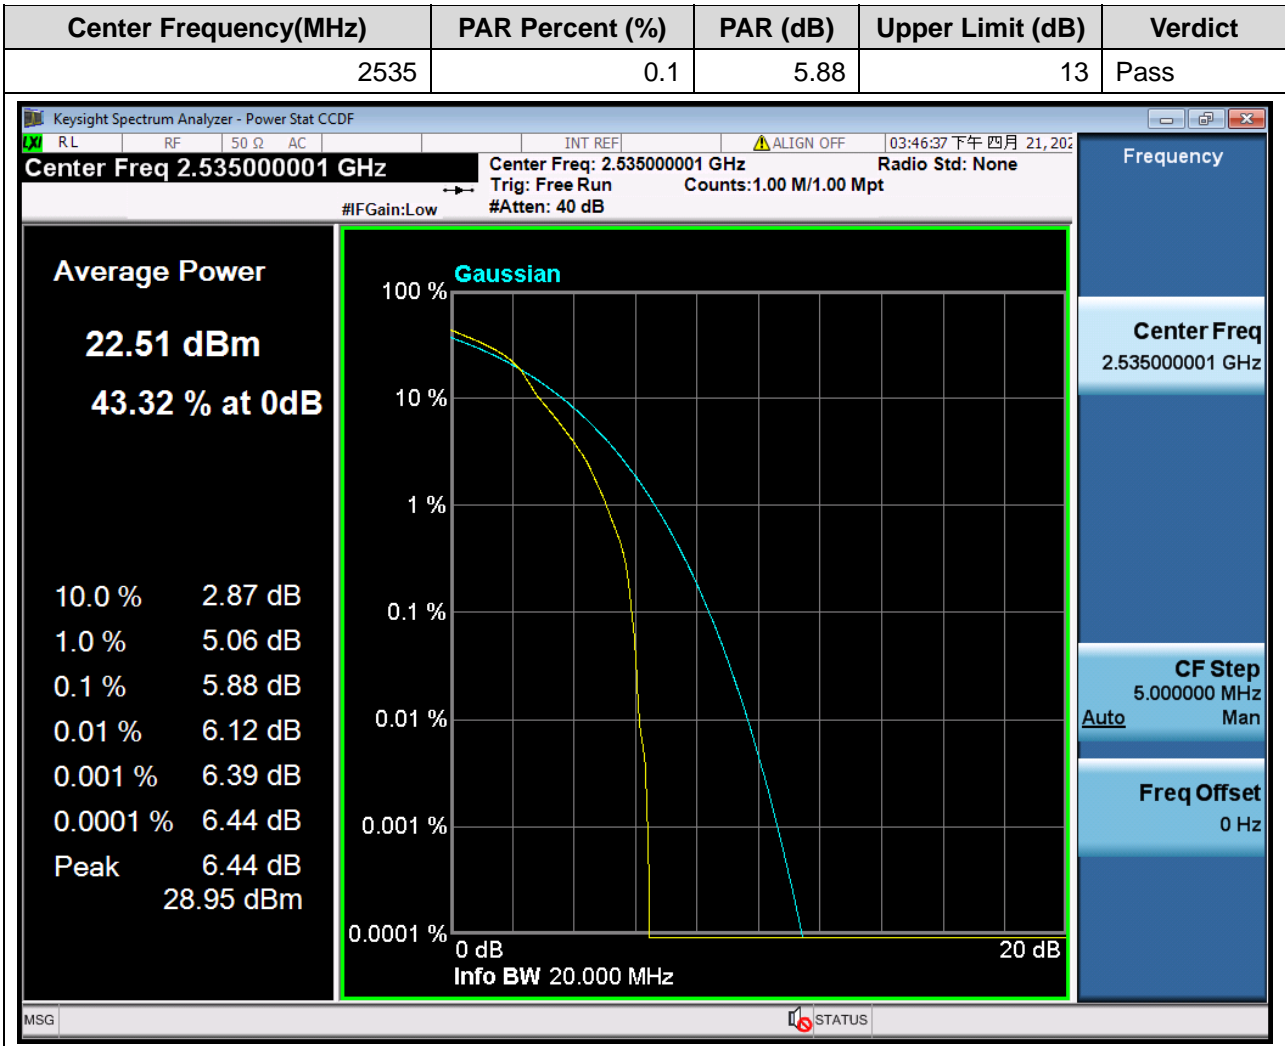 Center Frequency(MHz) PAR Percent (%) PAR (dB) Upper Limit (dB) Verdict
2535 0.1 5.88 13 Pass
Keysight Spectrum Analyzer - Power Stat CCDF
LXI RL RF 50 Ω AC INT REF ALIGN OFF 03:46:37 下午 四月 21, 202
Center Freq 2.535000001 GHz
Center Freq: 2.535000001 GHz Radio Std: None
Trig: Free Run Counts:1.00 M/1.00 Mpt
#IFGain:Low #Atten: 40 dB
Average Power
22.51 dBm
43.32 % at 0dB
10.0 % 2.87 dB
1.0 % 5.06 dB
0.1 % 5.88 dB
0.01 % 6.12 dB
0.001 % 6.39 dB
0.0001 % 6.44 dB
Peak 6.44 dB
28.95 dBm
Gaussian
100 %
10 %
1 %
0.1 %
0.01 %
0.001 %
0.0001 %
0 dB 20 dB
Info BW 20.000 MHz
Frequency
Center Freq
2.535000001 GHz
CF Step
5.000000 MHz
Auto Man
Freq Offset
0 Hz
MSG STATUS